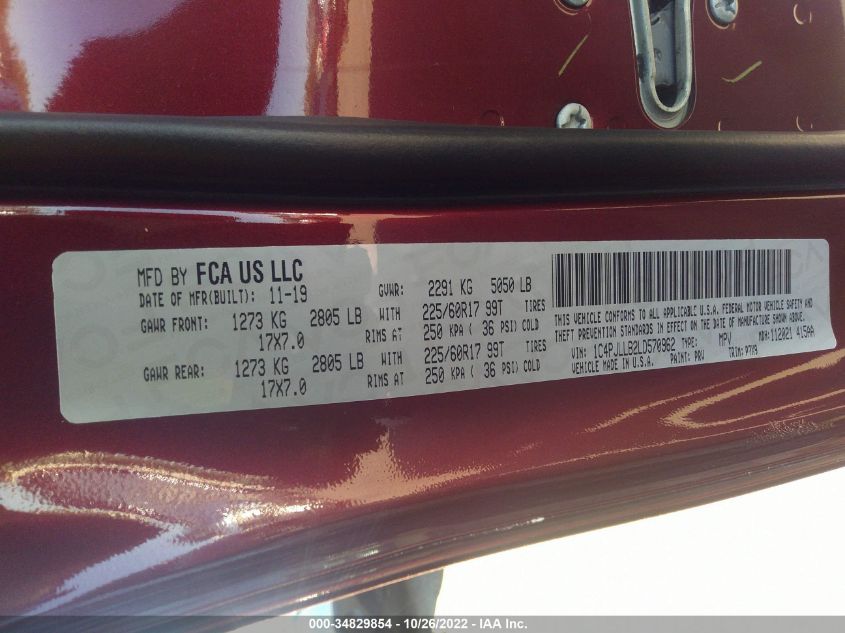 MFD BY FCA US LLC
DATE OF MFR(BUILT): 11-19 GVWR: 2291 KG 5050 LB
GAWR FRONT: 1273 KG 2805 LB WITH 225/60R17 99T TIRES
17X7.0 RIMS AT 250 KPA ( 36 PSI) COLD
GAWR REAR: 1273 KG 2805 LB WITH 225/60R17 99T TIRES
17X7.0 RIMS AT 250 KPA ( 36 PSI) COLD
THIS VEHICLE CONFORMS TO ALL APPLICABLE U.S.A. FEDERAL MOTOR VEHICLE SAFETY AND
THEFT PREVENTION STANDARDS IN EFFECT ON THE DATE OF MANUFACTURE SHOWN ABOVE.
VIN: 1C4PJLLB2LD570962 TYPE: MPV MDH: 112021 415AA
VEHICLE MADE IN U.S.A. PAINT: PRV TRIM:
000-34829854 - 10/26/2022 - IAA Inc.